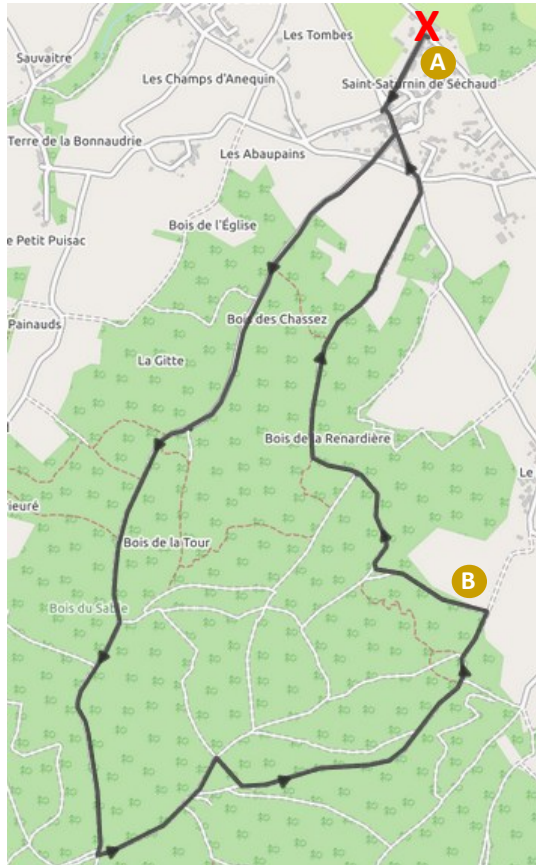 X
Les Tombes
Sauvaitre
A
Les Champs d'Anequin
Saint-Saturnin de Séchaud
Terre de la Bonnaudrie
Les Abaupains
Bois de l'Église
e Petit Puisac
Painauds
Bois des Chassez
La Gitte
Bois de la Renardière
Le
rieuré
Bois de la Tour
B
Bois du Sable